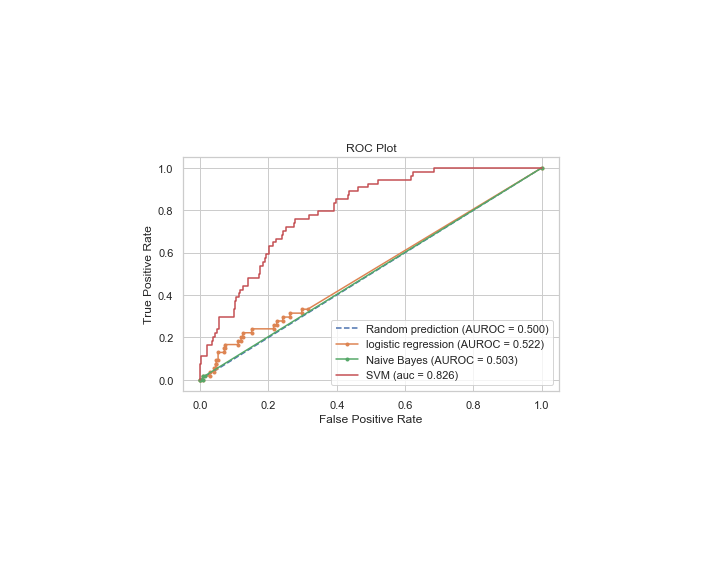 ROC Plot
1.0
0.8
0.6
0.4
0.2
0.0
True Positive Rate
Random prediction (AUROC = 0.500)
logistic regression (AUROC = 0.522)
Naive Bayes (AUROC = 0.503)
SVM (auc = 0.826)
0.0 0.2 0.4 0.6 0.8 1.0
False Positive Rate